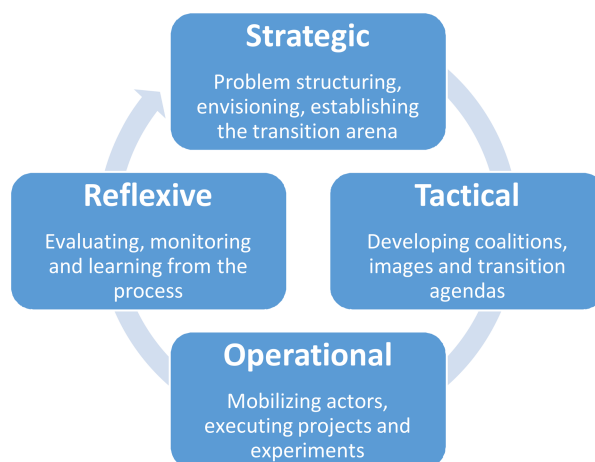 Strategic
Problem structuring,
envisioning, establishing
the transition arena
Reflexive
Evaluating, monitoring
and learning from the
process
Tactical
Developing coalitions,
images and transition
agendas
Operational
Mobilizing actors,
executing projects and
experiments